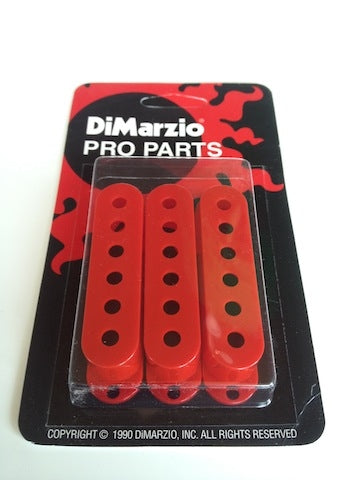 DiMarzio®
PRO PARTS
COPYRIGHT © 1990 DiMARZIO, INC. ALL RIGHTS RESERVED